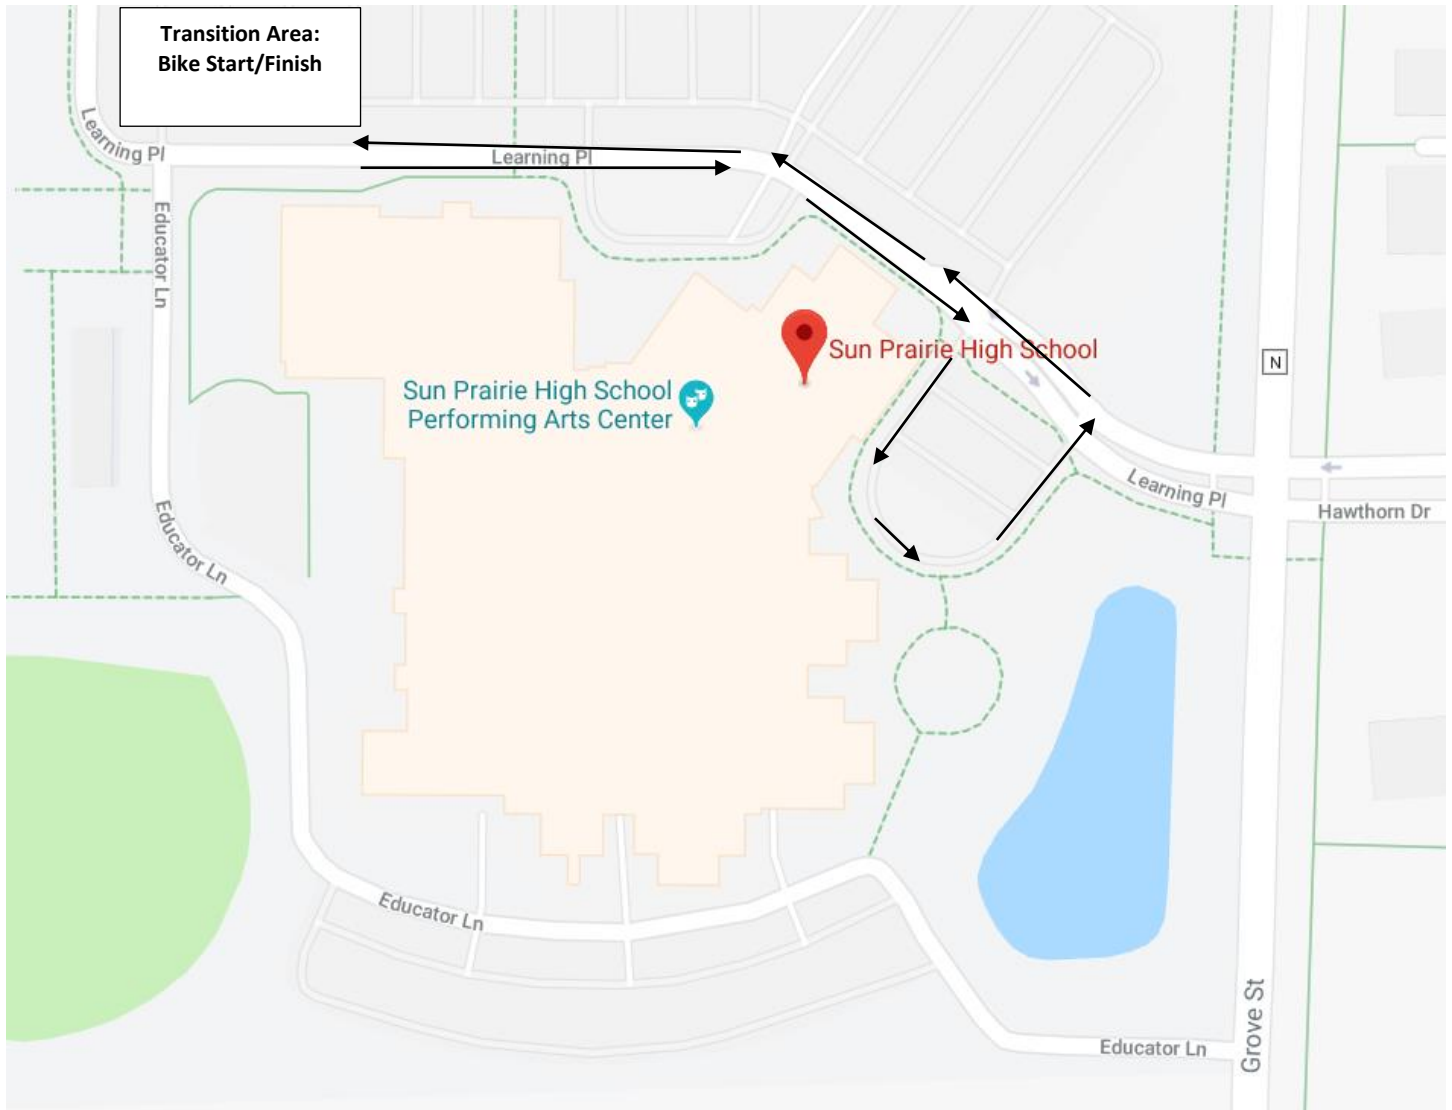 Transition Area:
Bike Start/Finish
Learning Pl
Learning Pl
Educator Ln
Sun Prairie High School
N
Sun Prairie High School
Performing Arts Center
Learning Pl
Hawthorn Dr
Educator Ln
Educator Ln
Grove St
Educator Ln